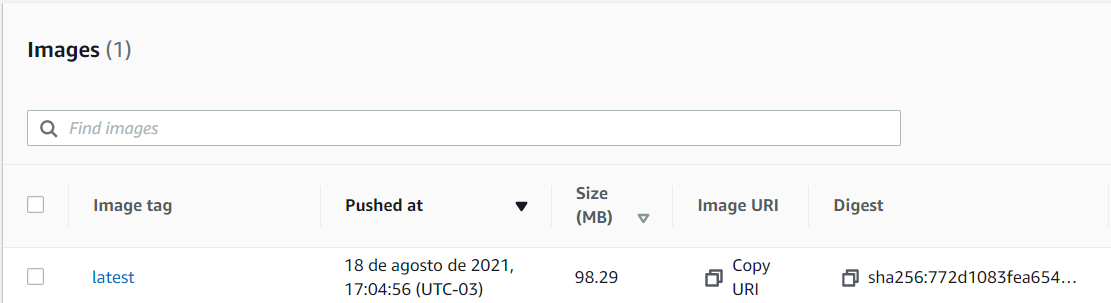 Images (1)
Find images
Image tag
Pushed at
Size
(MB)
Image URI
Digest
latest
18 de agosto de 2021,
17:04:56 (UTC-03)
98.29
Copy
URI
sha256:772d1083fea654...